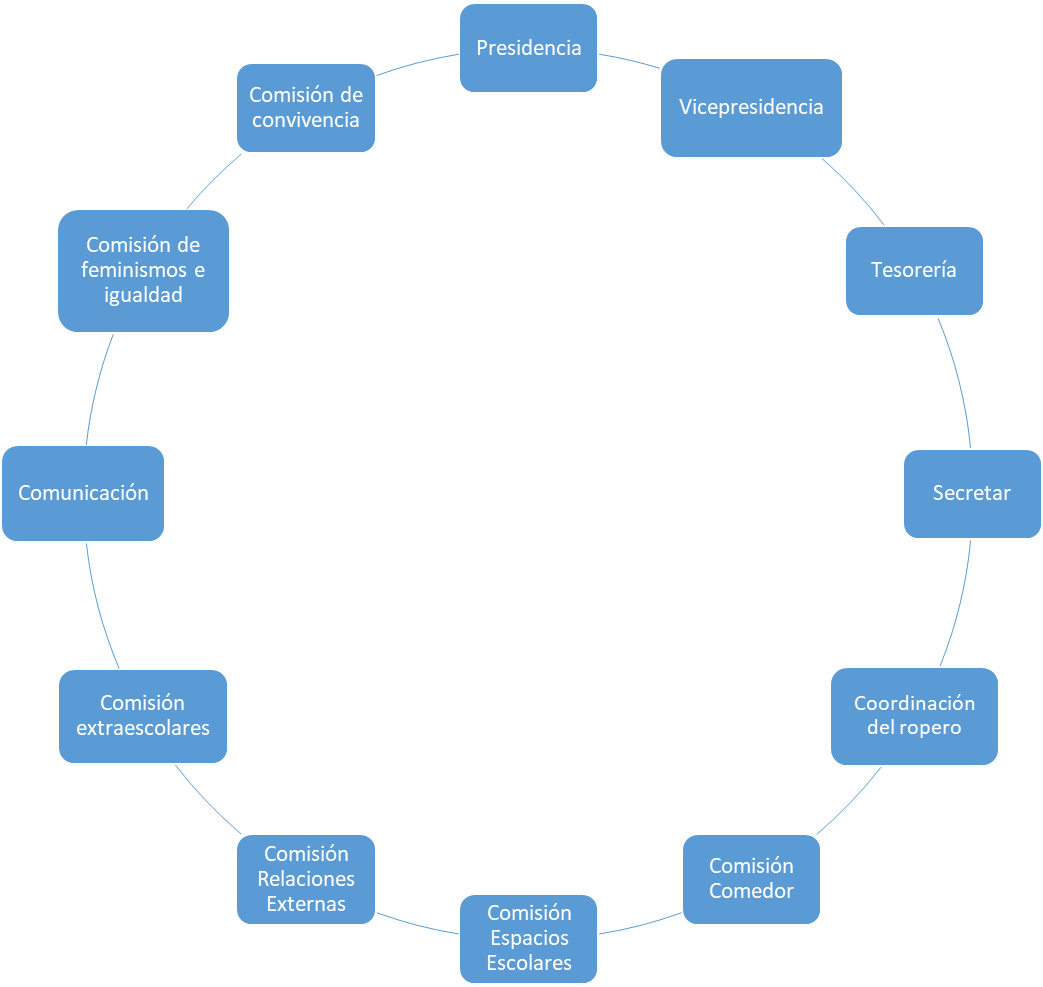 Presidencia
Vicepresidencia
Tesorería
Secretar
Coordinación
del ropero
Comisión
Comedor
Comisión
Espacios
Escolares
Comisión
Relaciones
Externas
Comisión
extraescolares
Comunicación
Comisión de
feminismos e
igualdad
Comisión de
convivencia